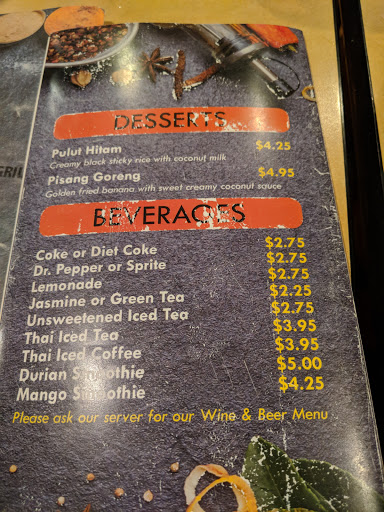 DESSERTS
Pulut Hitam $4.25
Creamy black sticky rice with coconut milk
Pisang Goreng $4.95
Golden fried banana with sweet creamy coconut sauce
BEVERAGES
Coke or Diet Coke $2.75
Dr. Pepper or Sprite $2.75
Lemonade $2.75
Jasmine or Green Tea $2.25
Unsweetened Iced Tea $2.75
Thai Iced Tea $3.95
Thai Iced Coffee $3.95
Durian Smoothie $5.00
Mango Smoothie $4.25
Please ask our server for our Wine & Beer Menu